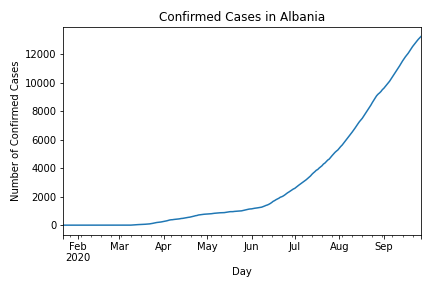 Confirmed Cases in Albania
Number of Confirmed Cases
12000
10000
8000
6000
4000
2000
0
Feb Mar Apr May Jun Jul Aug Sep
2020
Day